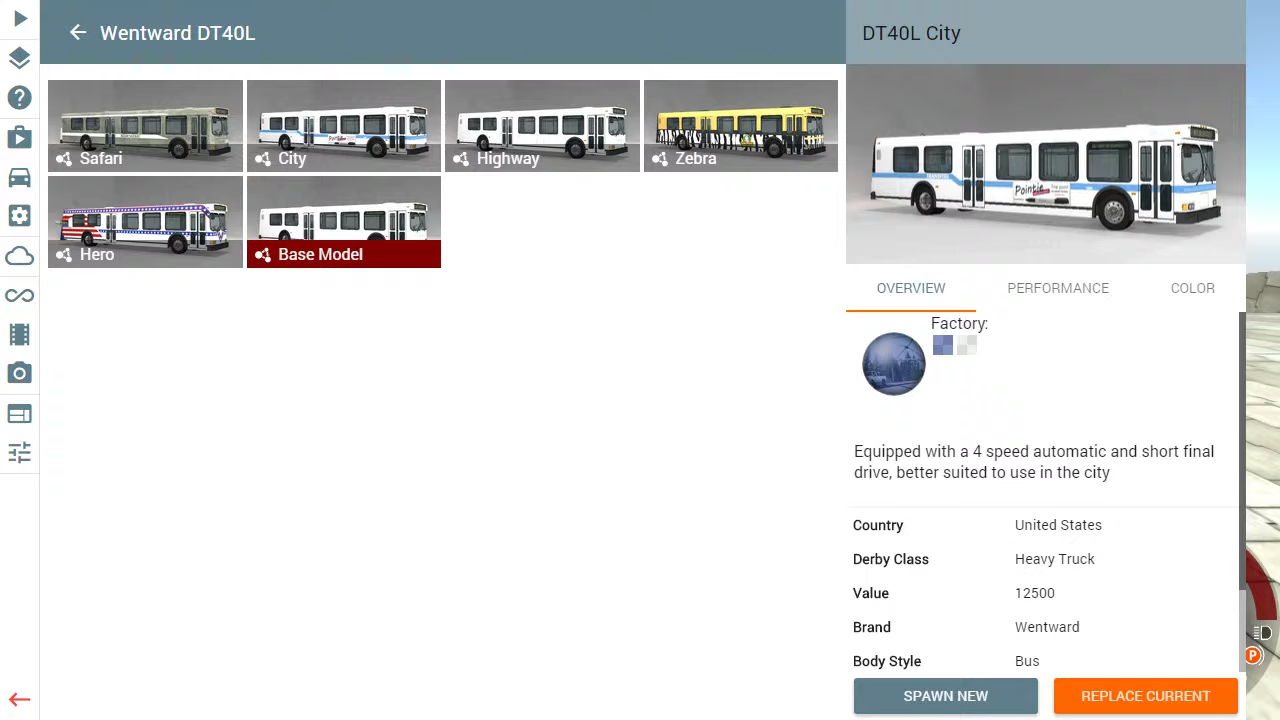 Wentward DT40L
DT40L City
Safari
City
Highway
Zebra
Hero
Base Model
Pointie
OVERVIEW
PERFORMANCE
COLOR
Factory:
Equipped with a 4 speed automatic and short final
drive, better suited to use in the city
Country United States
Derby Class Heavy Truck
Value 12500
Brand Wentward
Body Style Bus
SPAWN NEW
REPLACE CURRENT
P